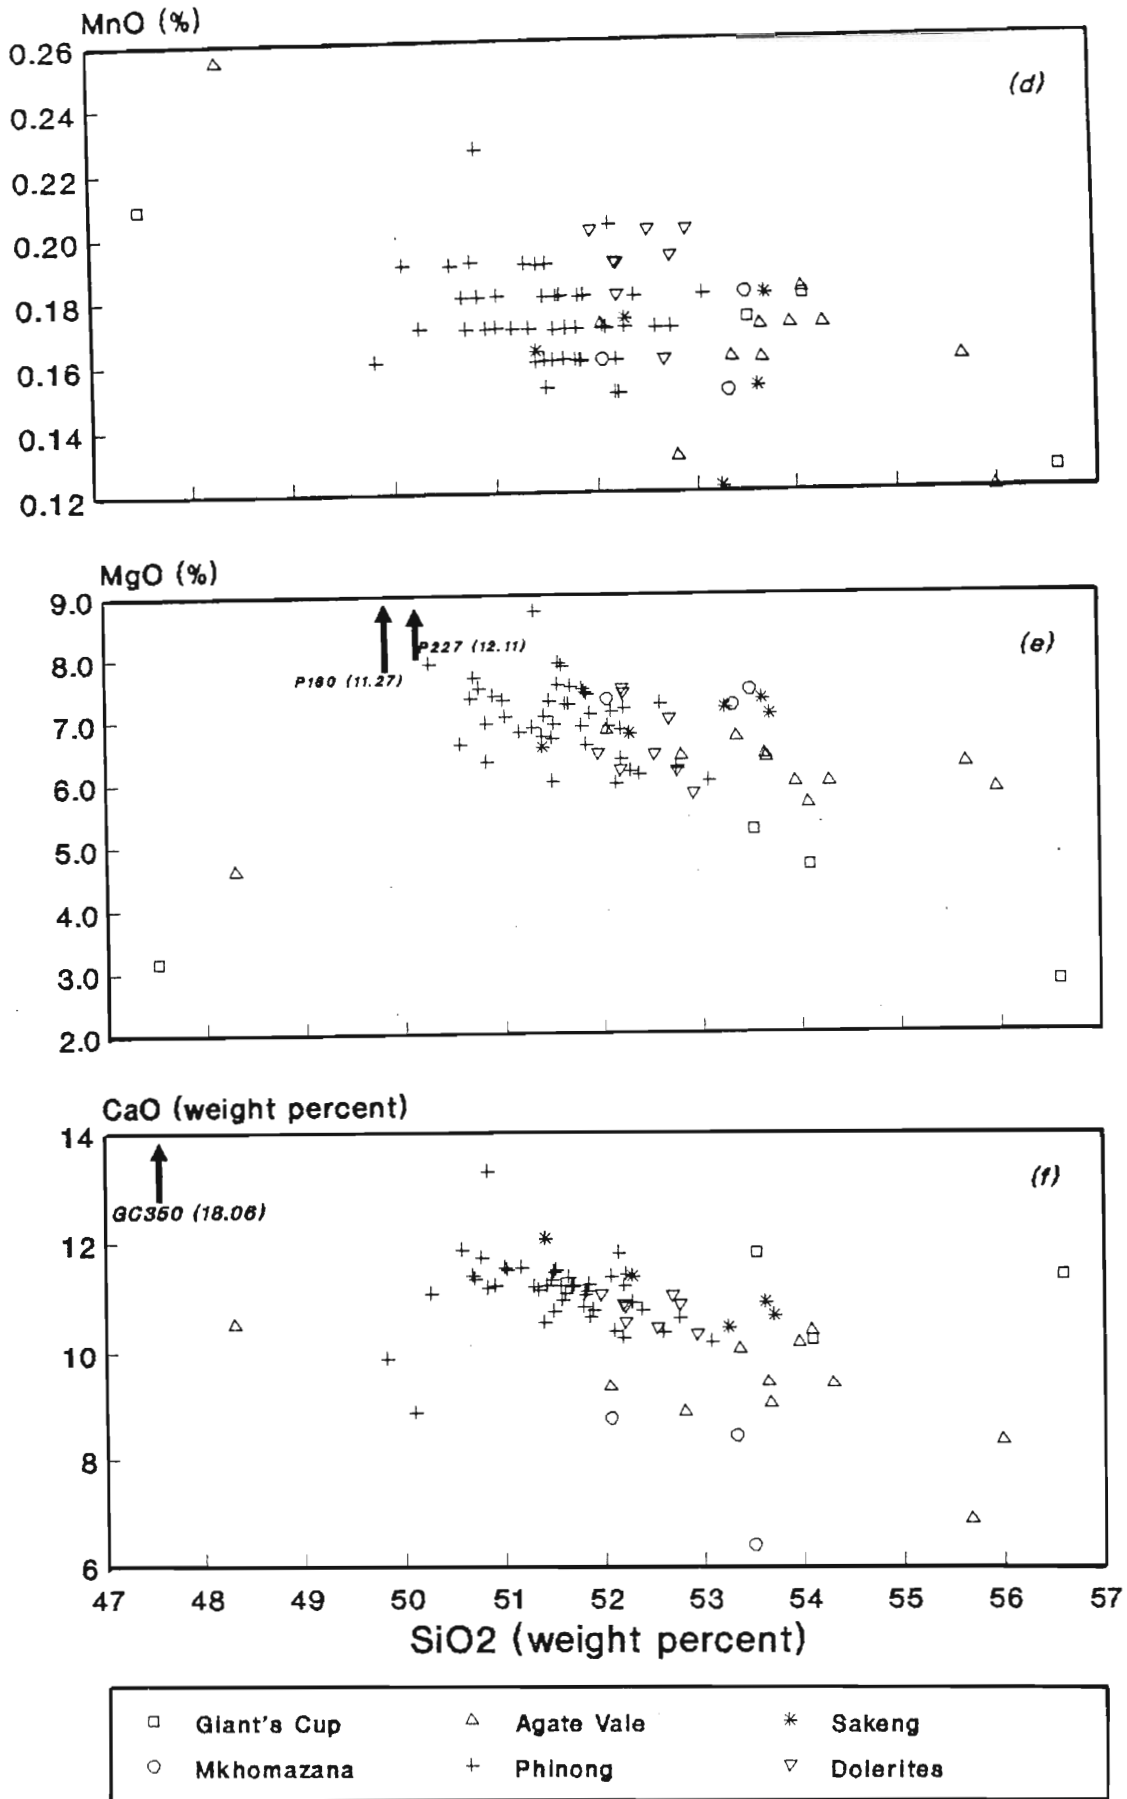 MnO (%)
(d)
0.26
0.24
0.22
0.20
0.18
0.16
0.14
0.12
MgO (%)
(e)
9.0
8.0
7.0
6.0
5.0
4.0
3.0
2.0
P227 (12.11)
P180 (11.27)
CaO (weight percent)
(f)
14
12
10
8
6
GC350 (18.06)
47 48 49 50 51 52 53 54 55 56 57
SiO2 (weight percent)
Giant's Cup Agate Vale Sakeng
Mkhomazana Phinong Dolerites